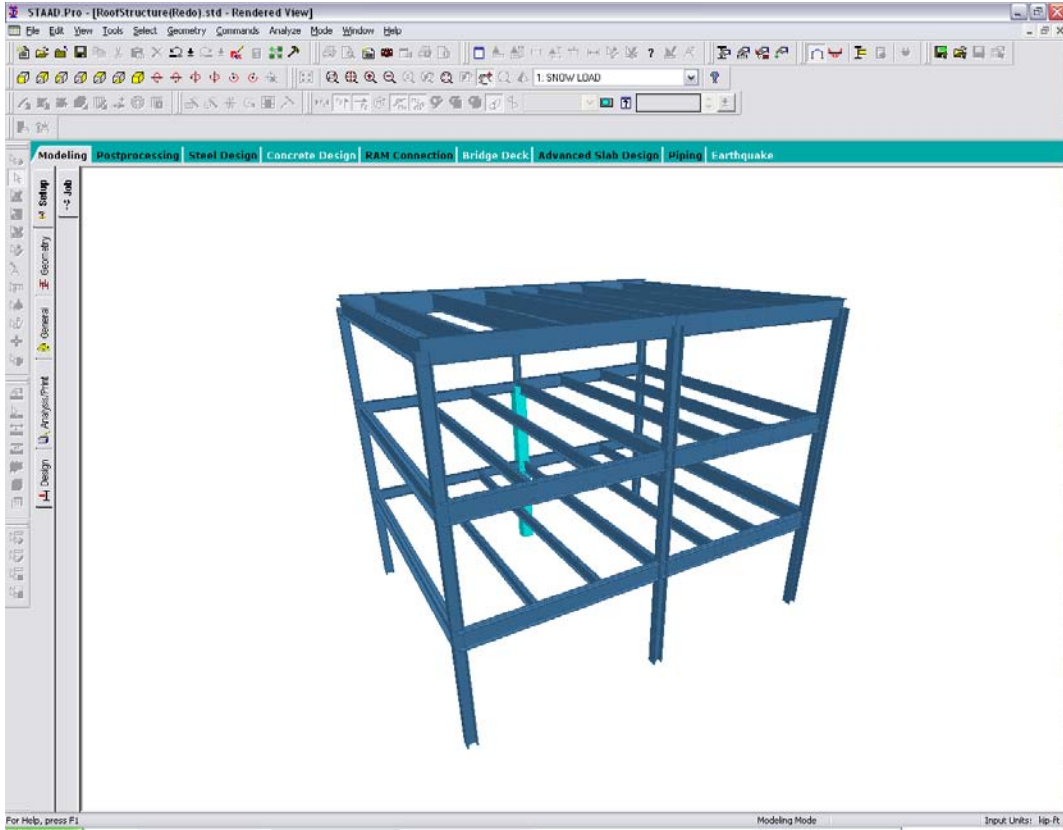 STAAD.Pro - [RoofStructure(Redo).std - Rendered View]
File Edit View Tools Select Geometry Commands Analyze Mode Window Help
1: SNOW LOAD
Modeling Postprocessing Steel Design Concrete Design RAM Connection Bridge Deck Advanced Slab Design Piping Earthquake
Setup
Job
Geometry
General
Analysis/Print
Design
For Help, press F1 Modeling Mode Input Units: kip-ft